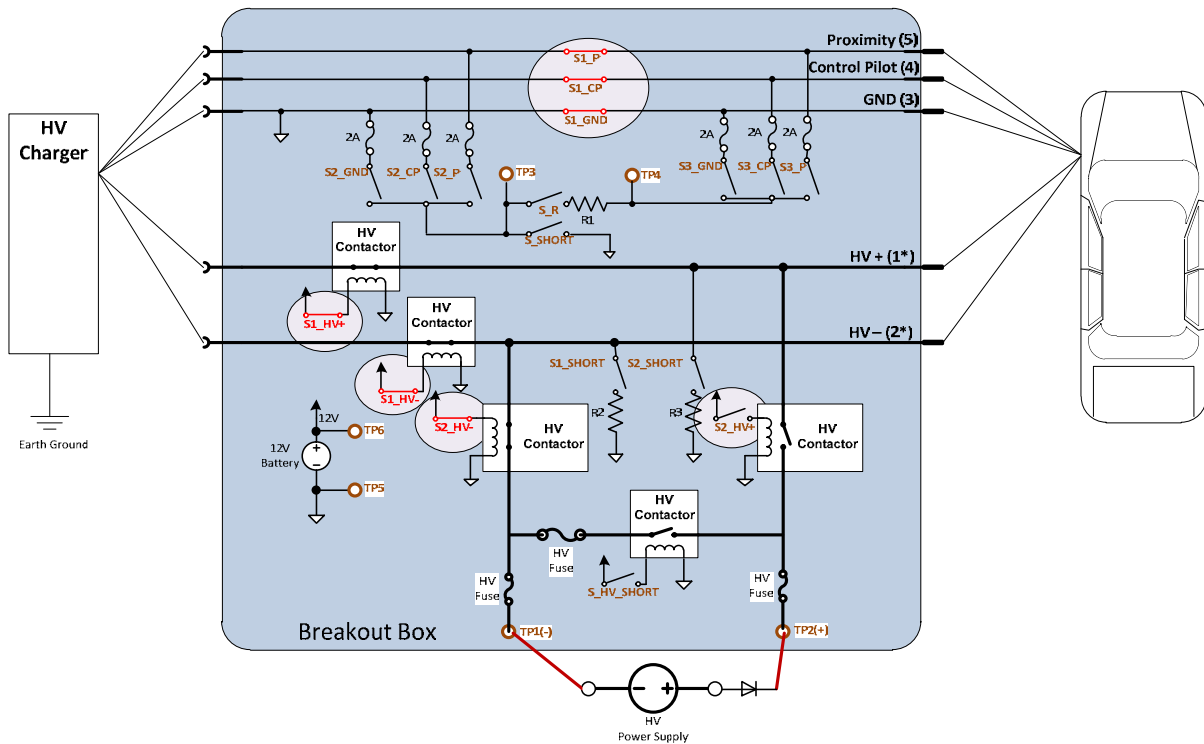 Proximity (5)
Control Pilot (4)
GND (3)
S1_P
S1_CP
S1_GND
HV
Charger
2A
2A
2A
2A
2A
2A
S2_GND
S2_CP
S2_P
TP3
TP4
S3_GND
S3_CP
S3_P
S_R
R1
S_SHORT
HV
Contactor
HV + (1*)
S1_HV+
HV
Contactor
HV– (2*)
S1_SHORT
S2_SHORT
S1_HV-
S2_HV-
R2
R3
S2_HV+
HV
Contactor
HV
Contactor
Earth Ground
12V
TP6
12V
Battery
TP5
HV
Contactor
HV
Fuse
HV
Fuse
HV
Fuse
S_HV_SHORT
Breakout Box
TP1(-)
TP2(+)
HV
Power Supply